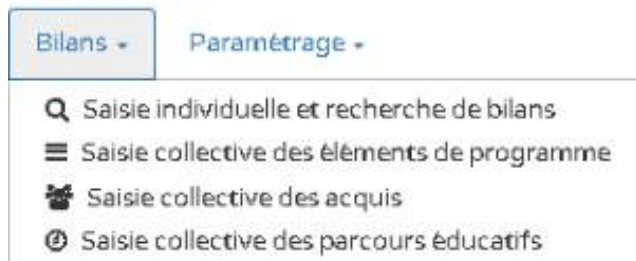 Bilans Paramétrage
Saisie individuelle et recherche de bilans
Saisie collective des éléments de programme
Saisie collective des acquis
Saisie collective des parcours éducatifs